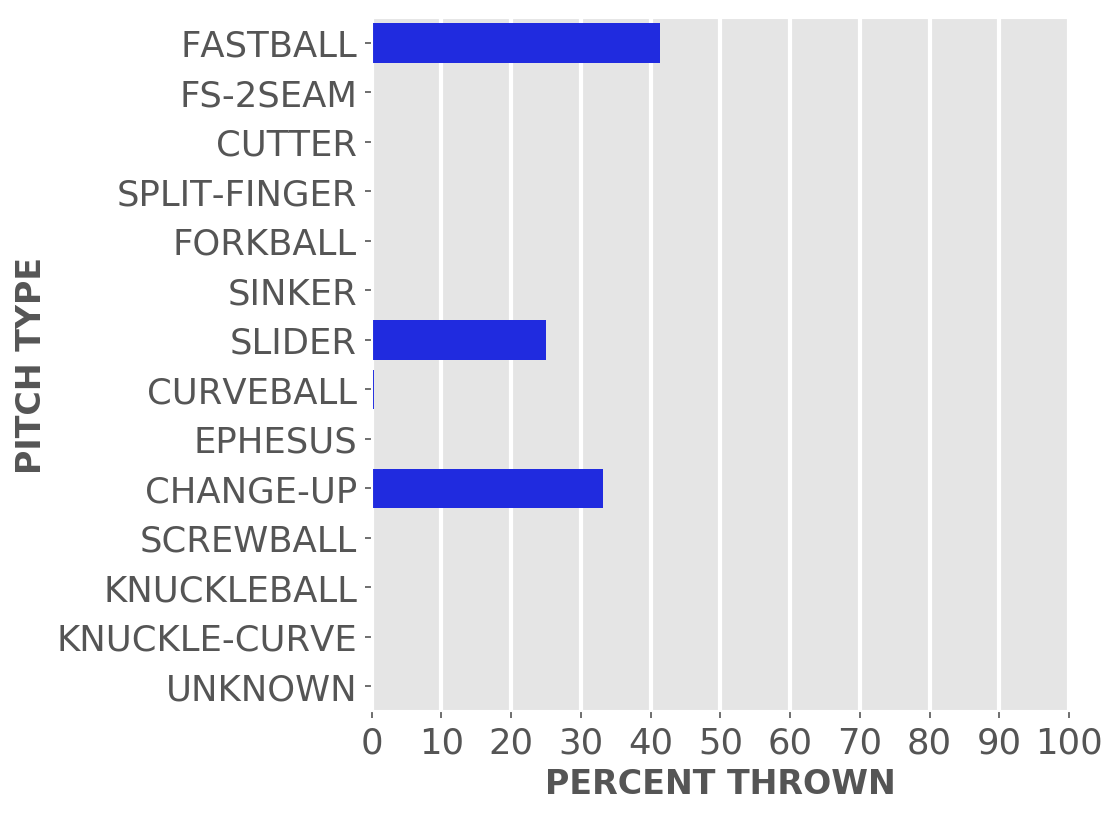 FASTBALL
FS-2SEAM
CUTTER
SPLIT-FINGER
FORKBALL
SINKER
SLIDER
CURVEBALL
EPHESUS
CHANGE-UP
SCREWBALL
KNUCKLEBALL
KNUCKLE-CURVE
UNKNOWN
PITCH TYPE
0 10 20 30 40 50 60 70 80 90 100
PERCENT THROWN